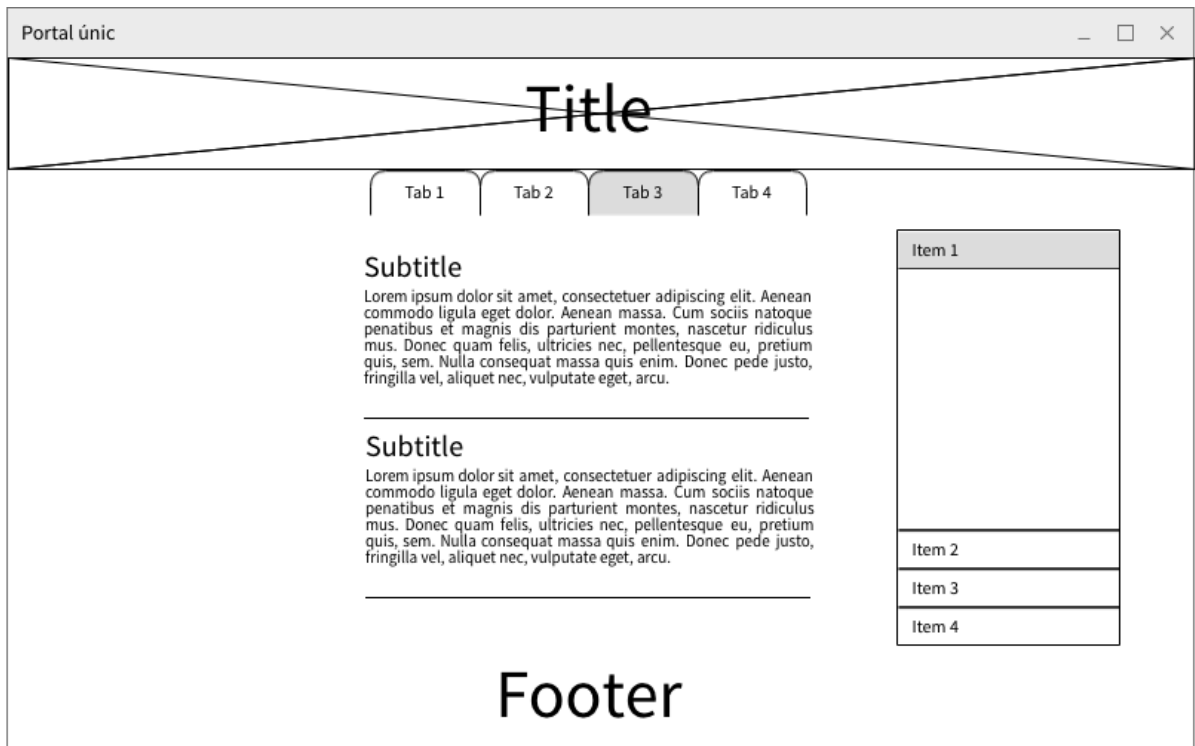 Portal únic
Title
Tab 1 Tab 2 Tab 3 Tab 4
Subtitle
Lorem ipsum dolor sit amet, consectetuer adipiscing elit. Aenean
commodo ligula eget dolor. Aenean massa. Cum sociis natoque
penatibus et magnis dis parturient montes, nascetur ridiculus
mus. Donec quam felis, ultricies nec, pellentesque eu, pretium
quis, sem. Nulla consequat massa quis enim. Donec pede justo,
fringilla vel, aliquet nec, vulputate eget, arcu.
Subtitle
Lorem ipsum dolor sit amet, consectetuer adipiscing elit. Aenean
commodo ligula eget dolor. Aenean massa. Cum sociis natoque
penatibus et magnis dis parturient montes, nascetur ridiculus
mus. Donec quam felis, ultricies nec, pellentesque eu, pretium
quis, sem. Nulla consequat massa quis enim. Donec pede justo,
fringilla vel, aliquet nec, vulputate eget, arcu.
Item 1
Item 2
Item 3
Item 4
Footer